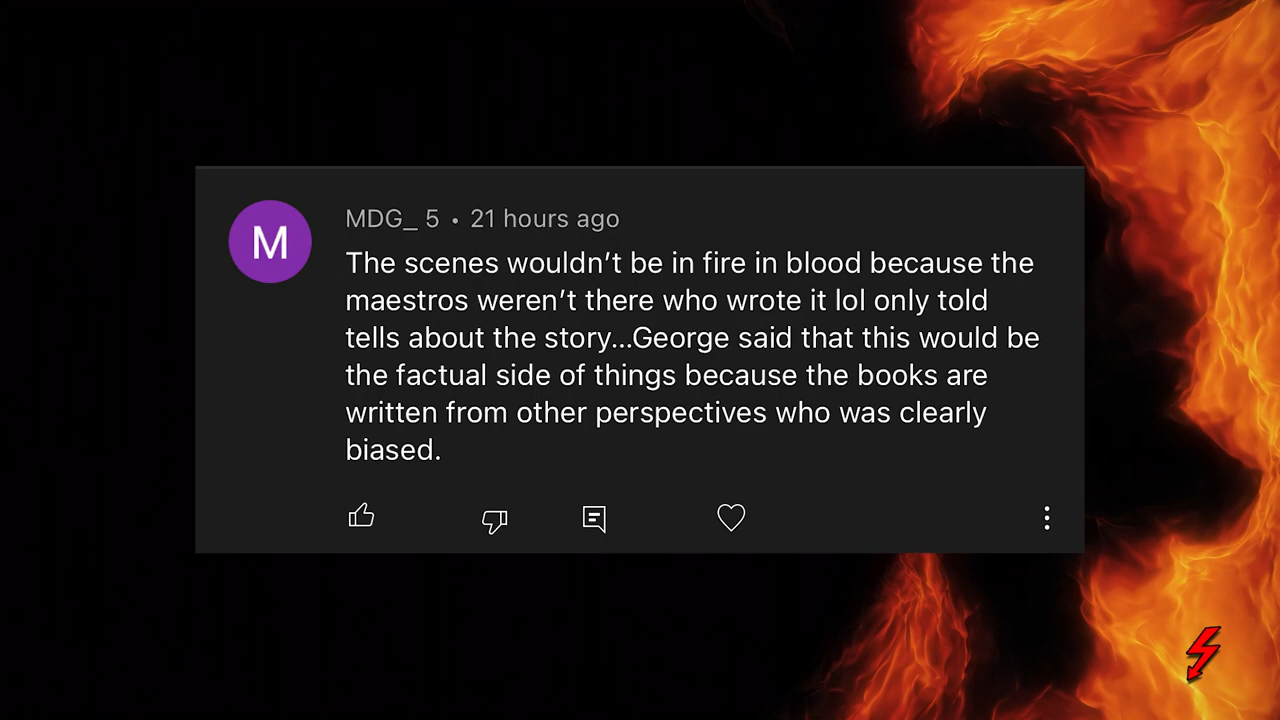 M
MDG_ 5 • 21 hours ago
The scenes wouldn’t be in fire in blood because the
maestros weren’t there who wrote it lol only told
tells about the story...George said that this would be
the factual side of things because the books are
written from other perspectives who was clearly
biased.